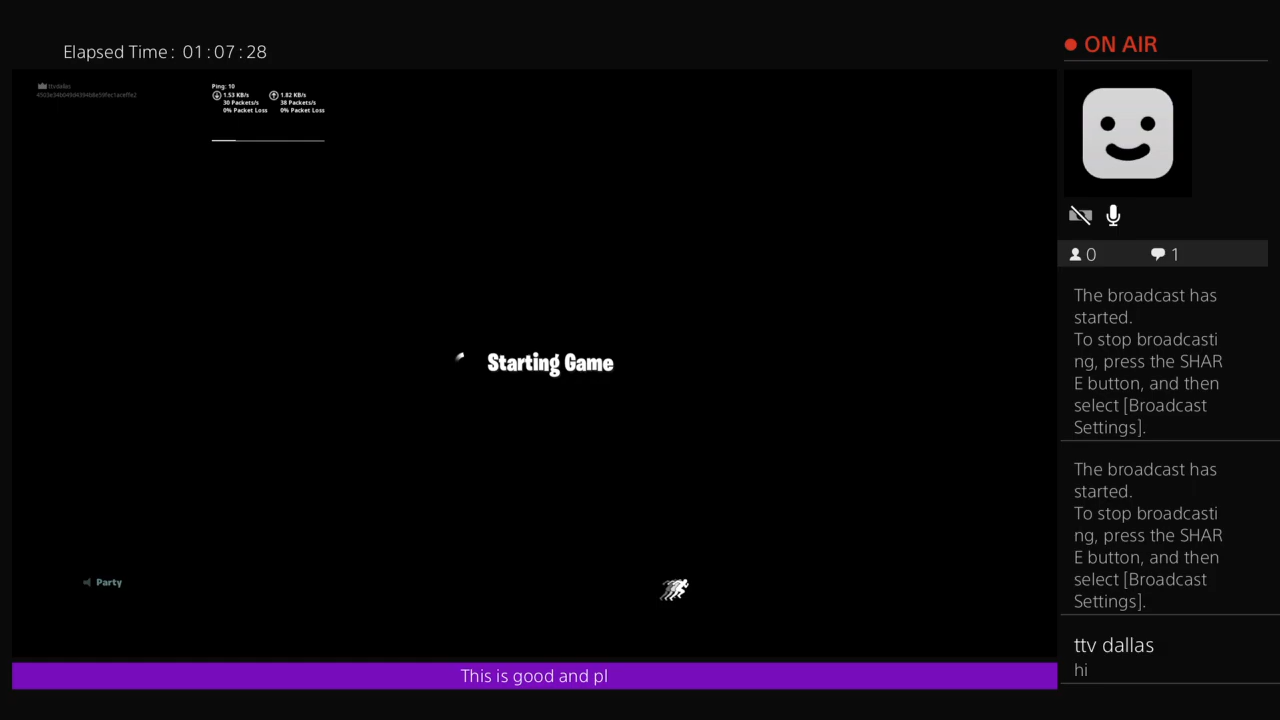 Elapsed Time: 01:07:28
ON AIR
ttvdallas
Ping: 10
1.53 KB/s 1.82 KB/s
30 Packets/s 38 Packets/s
0% Packet Loss 0% Packet Loss
0 1
The broadcast has
started.
To stop broadcasti
ng, press the SHAR
E button, and then
select [Broadcast
Settings].
Starting Game
The broadcast has
started.
To stop broadcasti
ng, press the SHAR
E button, and then
select [Broadcast
Settings].
Party
ttv dallas
hi
This is good and pl